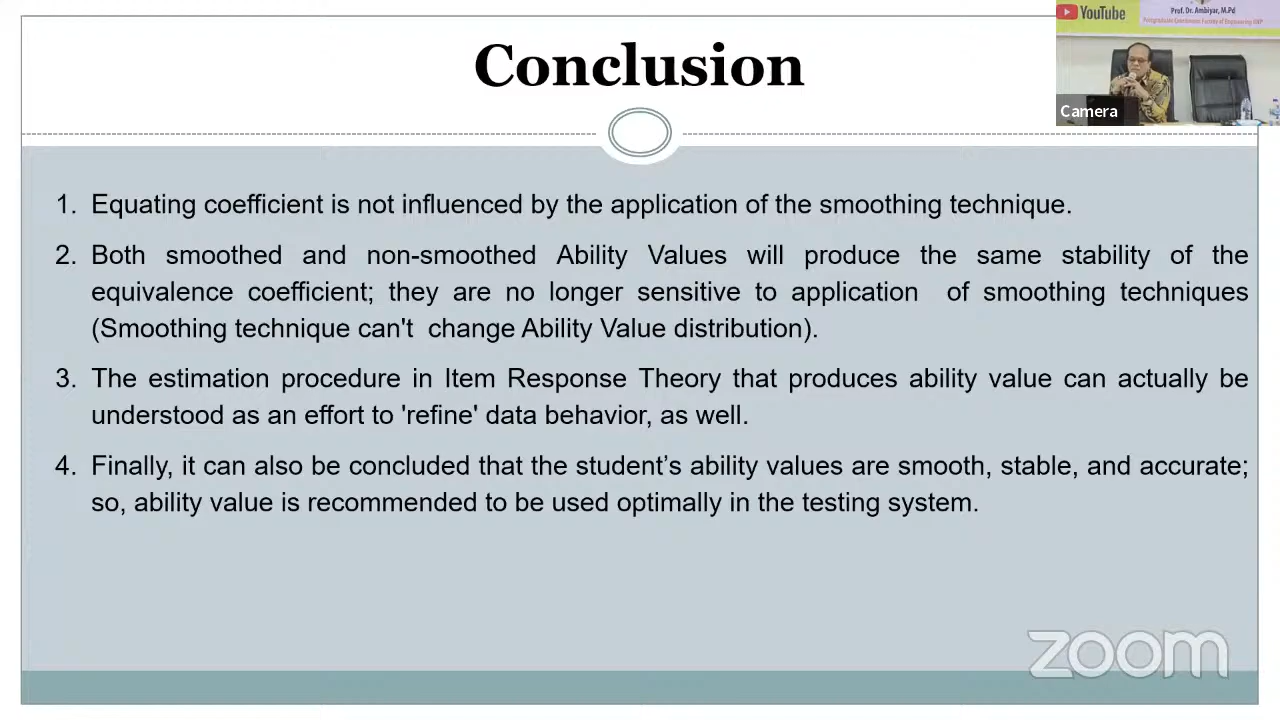 Conclusion
YouTube
Prof. Dr. Ambiyar, M.Pd
Camera
1. Equating coefficient is not influenced by the application of the smoothing technique.
2. Both smoothed and non-smoothed Ability Values will produce the same stability of the
equivalence coefficient; they are no longer sensitive to application of smoothing techniques
(Smoothing technique can't change Ability Value distribution).
3. The estimation procedure in Item Response Theory that produces ability value can actually be
understood as an effort to 'refine' data behavior, as well.
4. Finally, it can also be concluded that the student’s ability values are smooth, stable, and accurate;
so, ability value is recommended to be used optimally in the testing system.
zoom